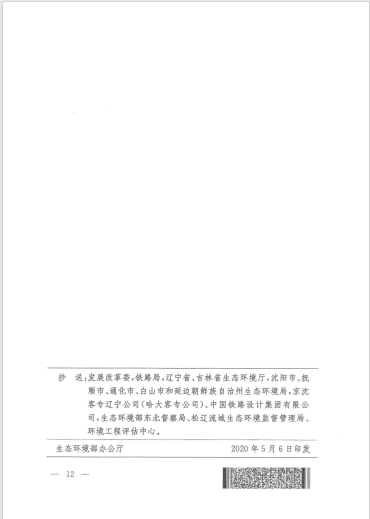 抄　送：发展改革委，铁路局，辽宁省、吉林省生态环境厅，沈阳市、抚
顺市、通化市、白山市和延边朝鲜族自治州生态环境局，京沈
客专辽宁公司（哈大客专公司）、中国铁路设计集团有限公
司，生态环境部东北督察局、松辽流域生态环境监督管理局、
环境工程评估中心。
生态环境部办公厅　2020年5月6日印发
— 12 —